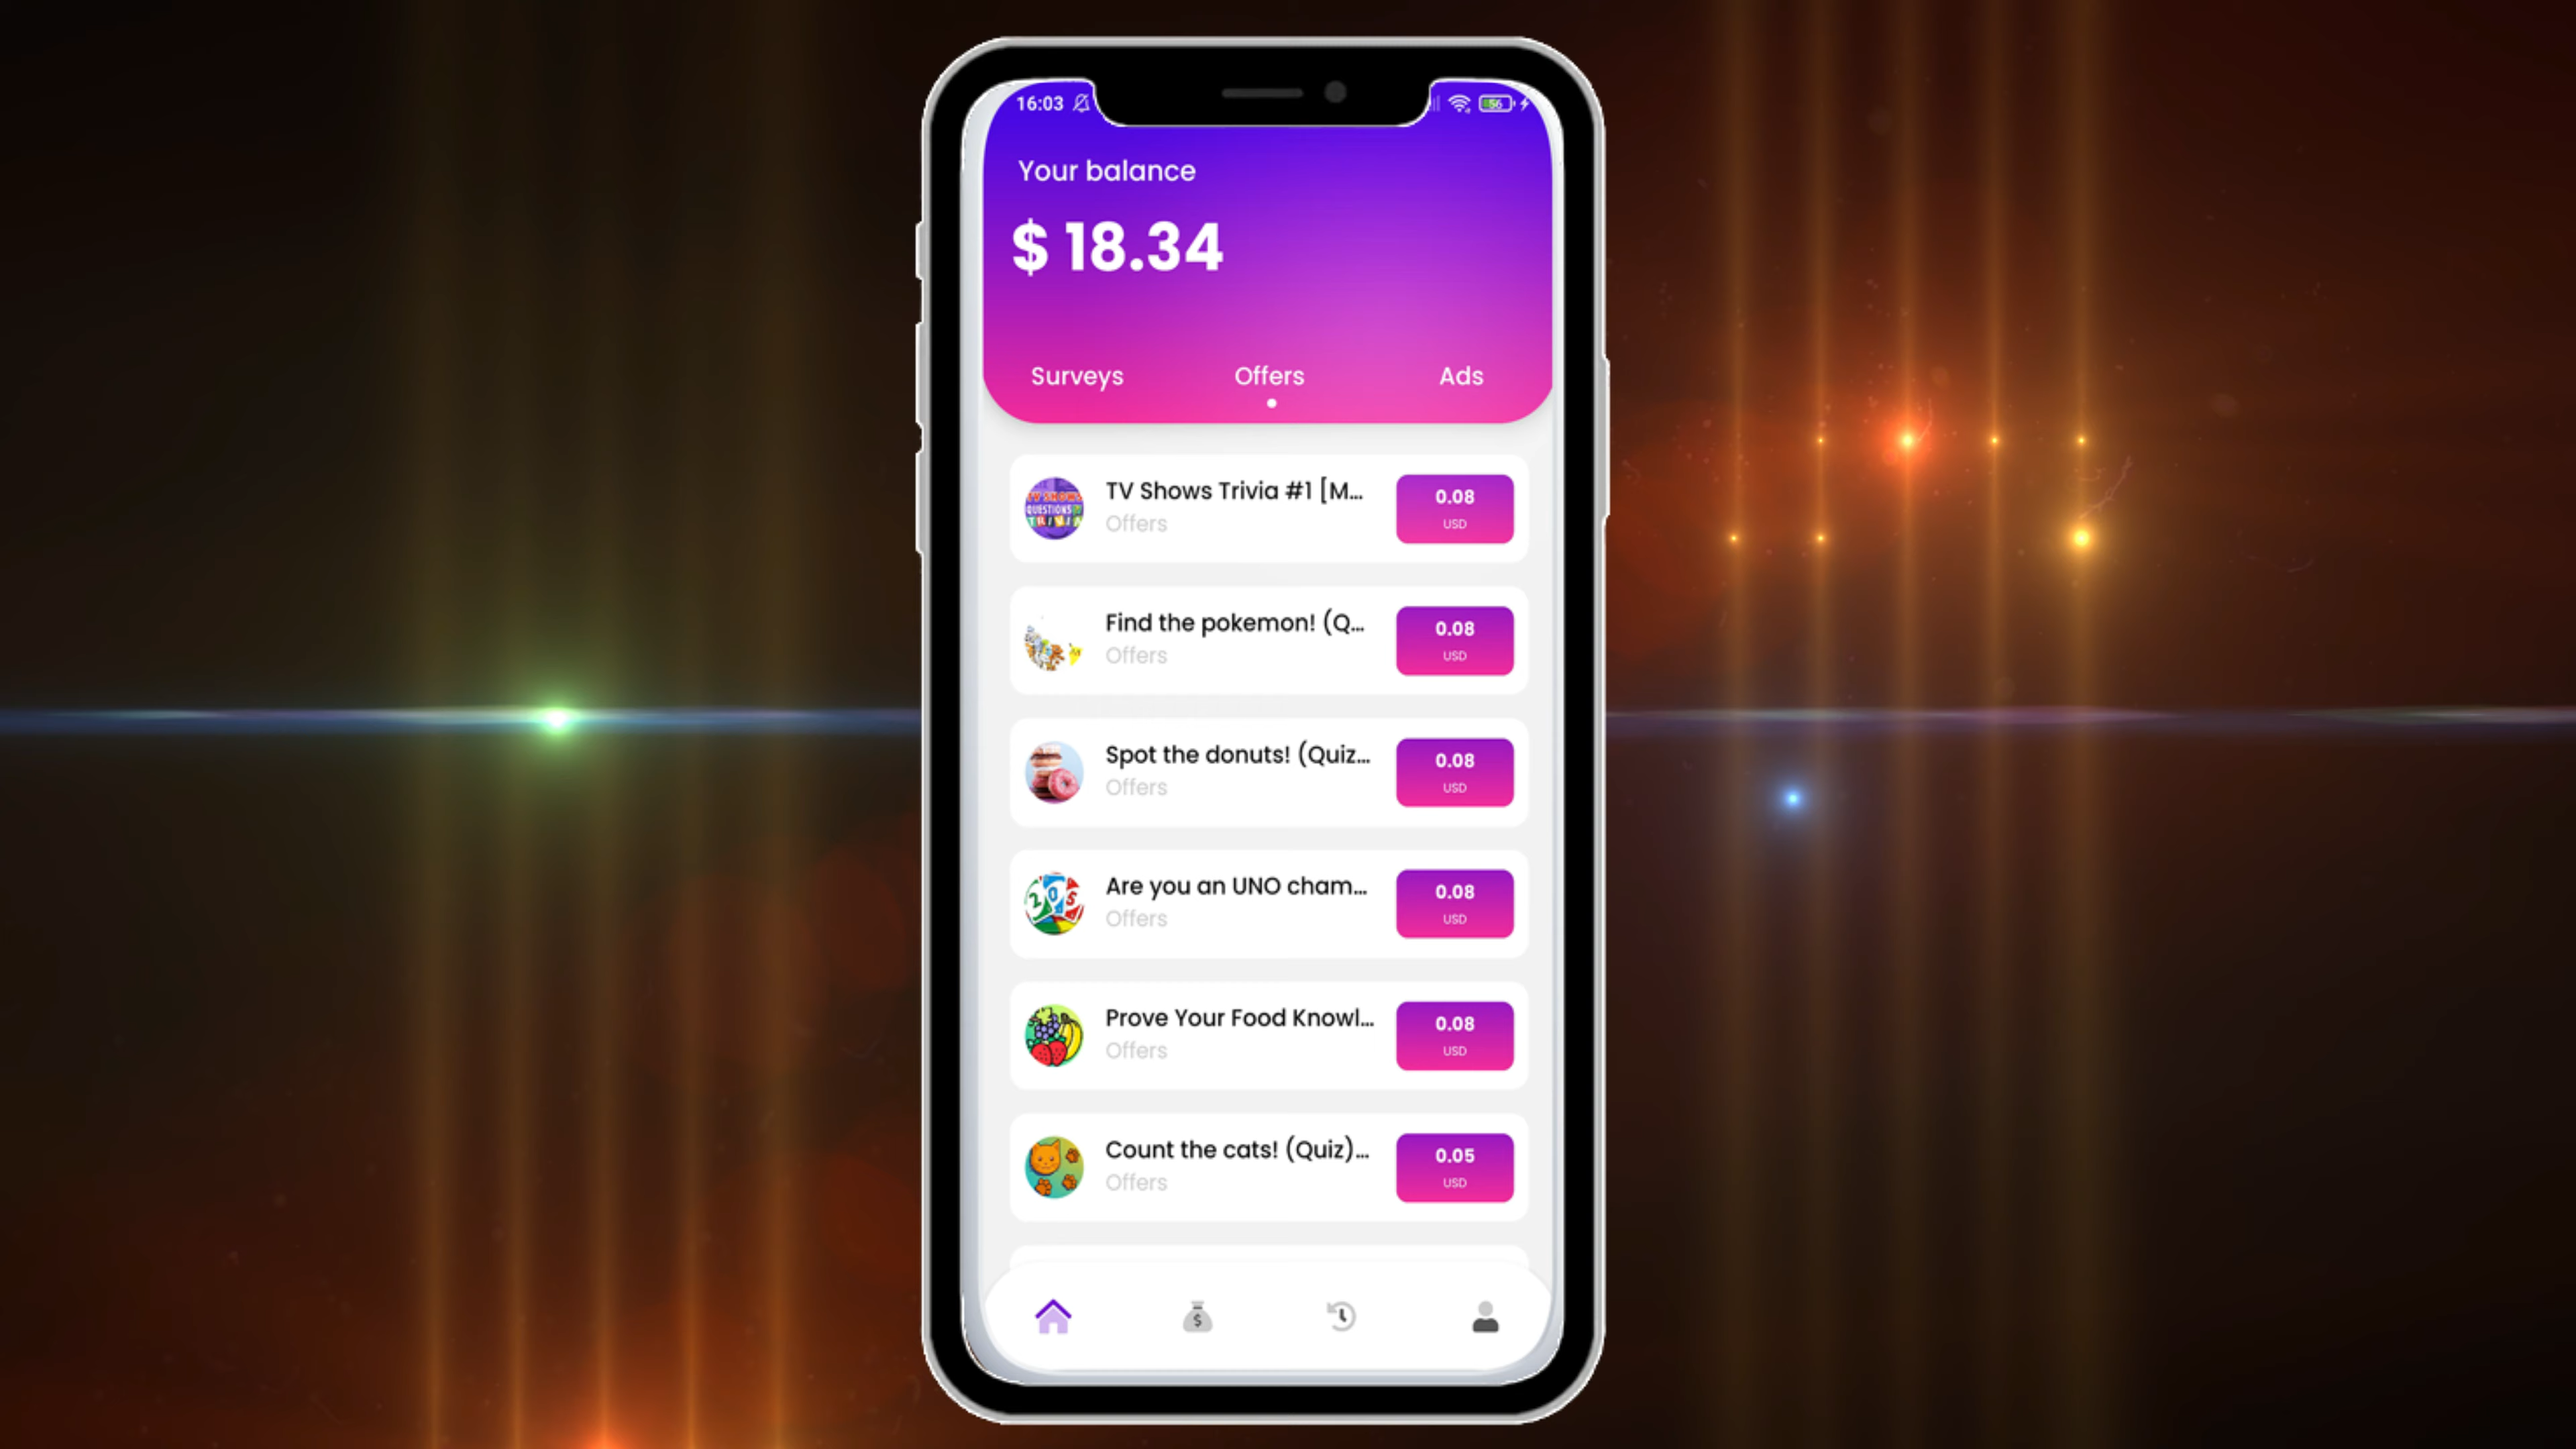 16:03
56
Your balance
$ 18.34
Surveys Offers Ads
TV Shows Trivia #1 [M...
Offers
0.08
USD
Find the pokemon! (Q...
Offers
0.08
USD
Spot the donuts! (Quiz...
Offers
0.08
USD
Are you an UNO cham...
Offers
0.08
USD
Prove Your Food Knowl...
Offers
0.08
USD
Count the cats! (Quiz)...
Offers
0.05
USD